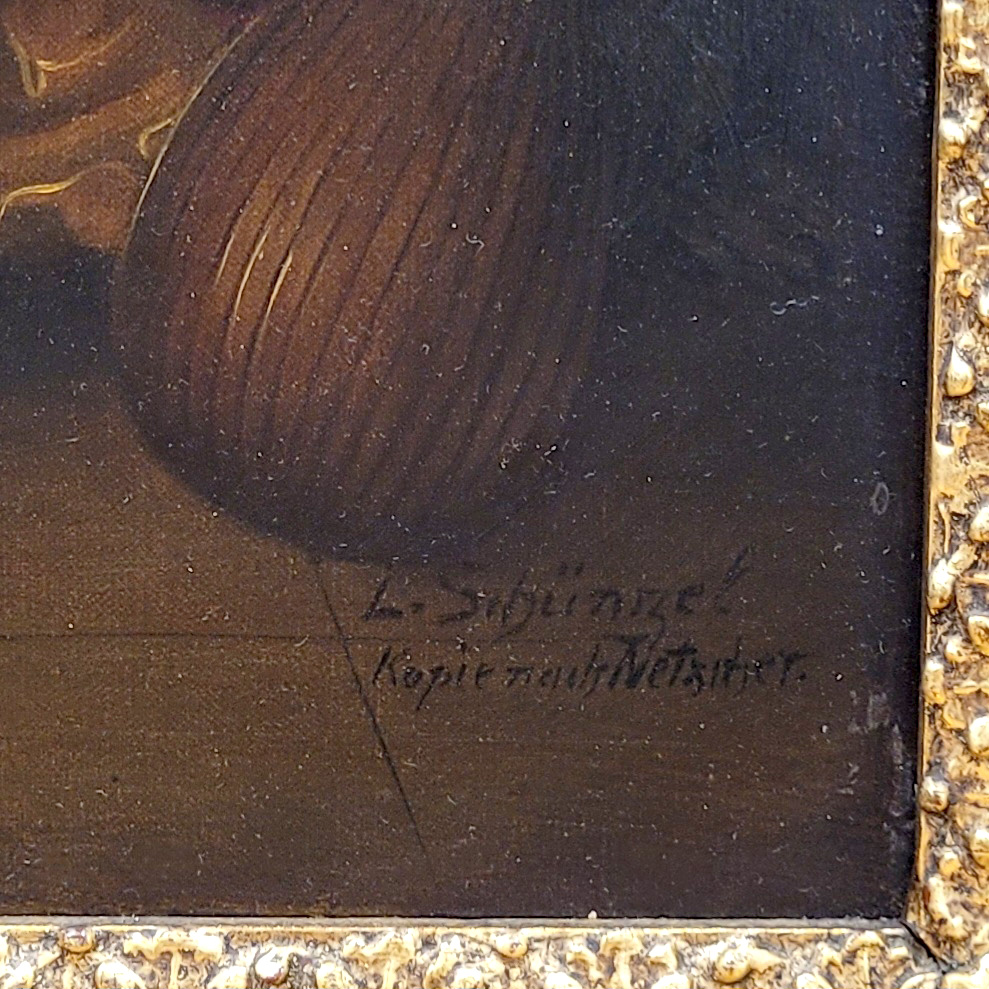 L. Schünzel
Kopie nach Netscher.